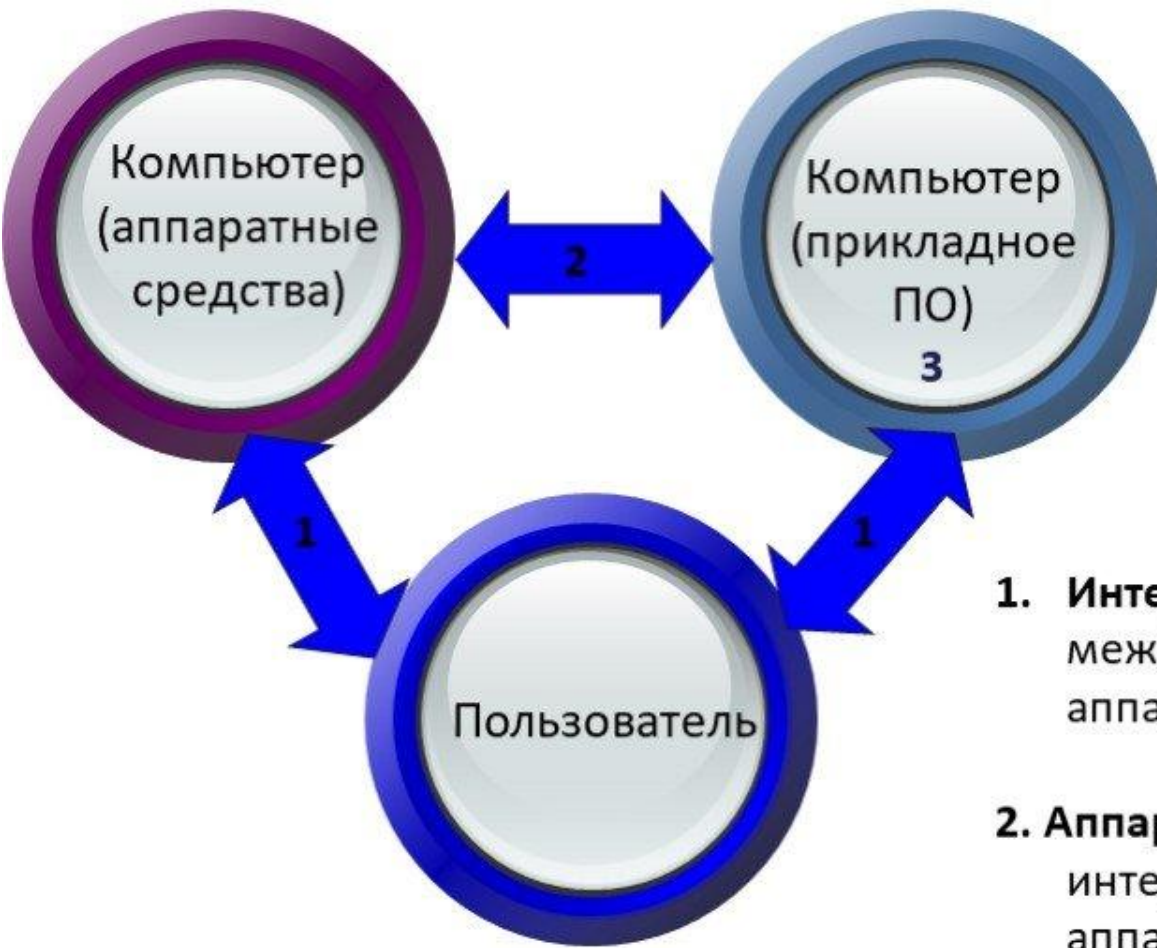 Компьютер
(аппаратные
средства)
2
Компьютер
(прикладное
ПО)
3
1
1
Пользователь
1. Инте
меж
аппа
2. Аппар
инте
аппа